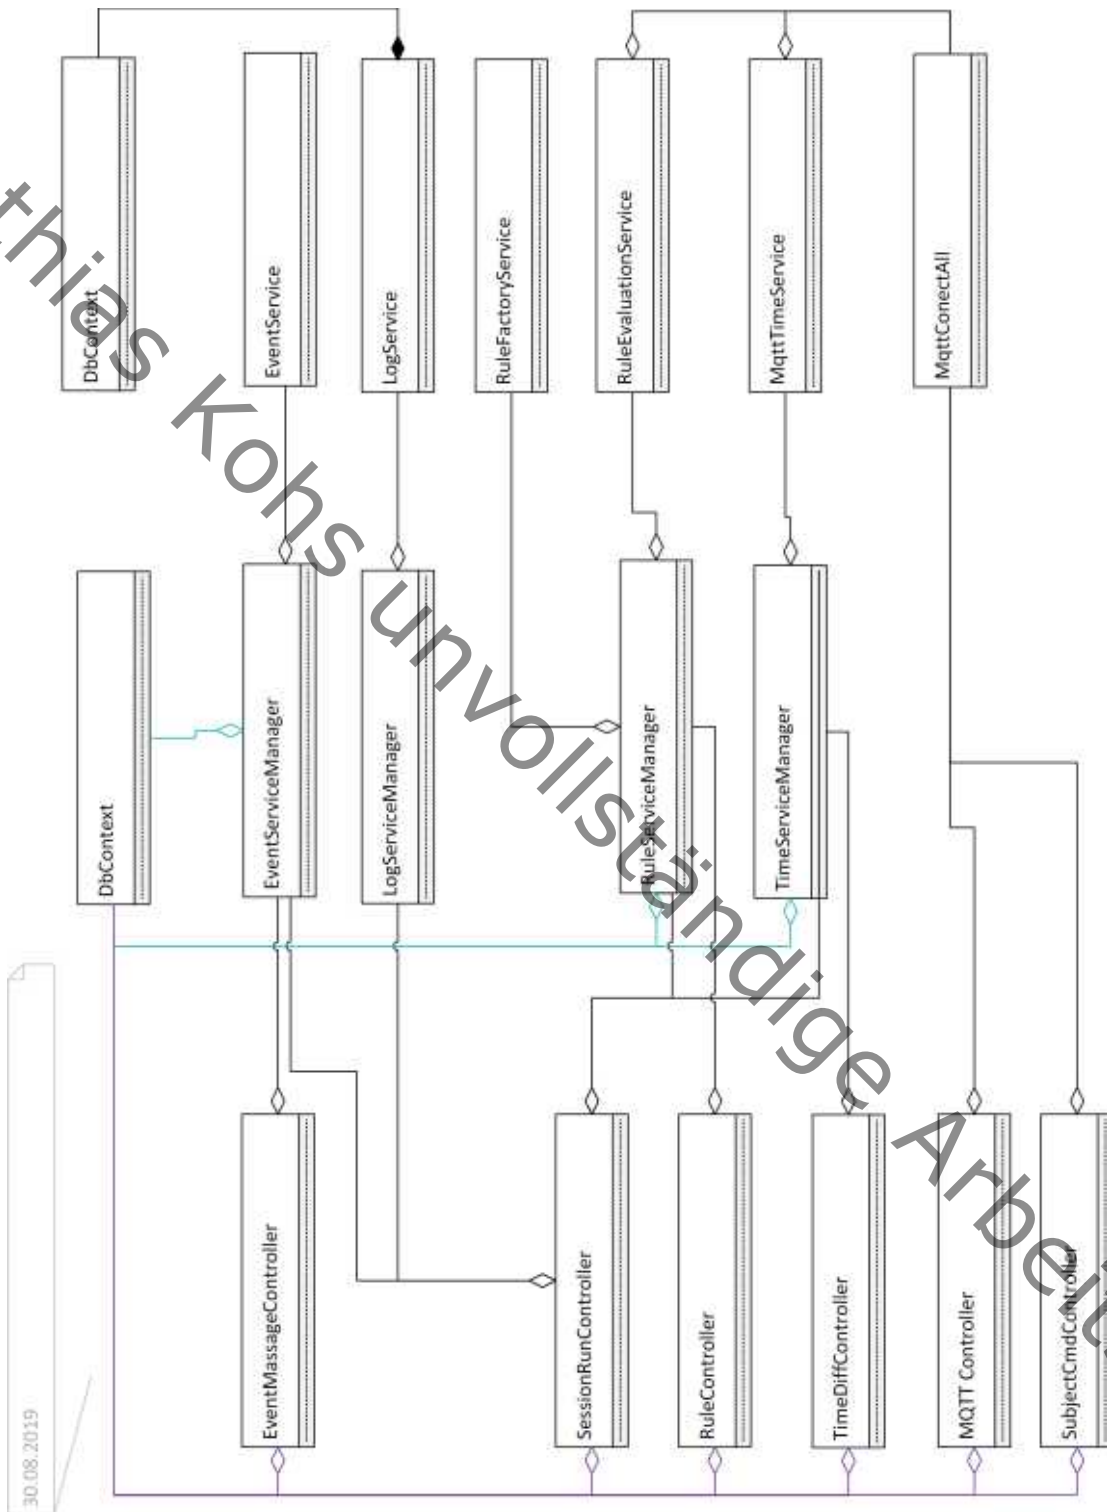 30.08.2019
DbContext
DbContext
EventMassageController
EventServiceManager
EventService
LogServiceManager
LogService
RuleFactoryService
SessionRunController
RuleServiceManager
RuleEvaluationService
RuleController
TimeServiceManager
MqttTimeService
TimeDiffController
MQTT Controller
MqttConectAll
SubjectCmdController
thias Kohs unvollständige Arbeit